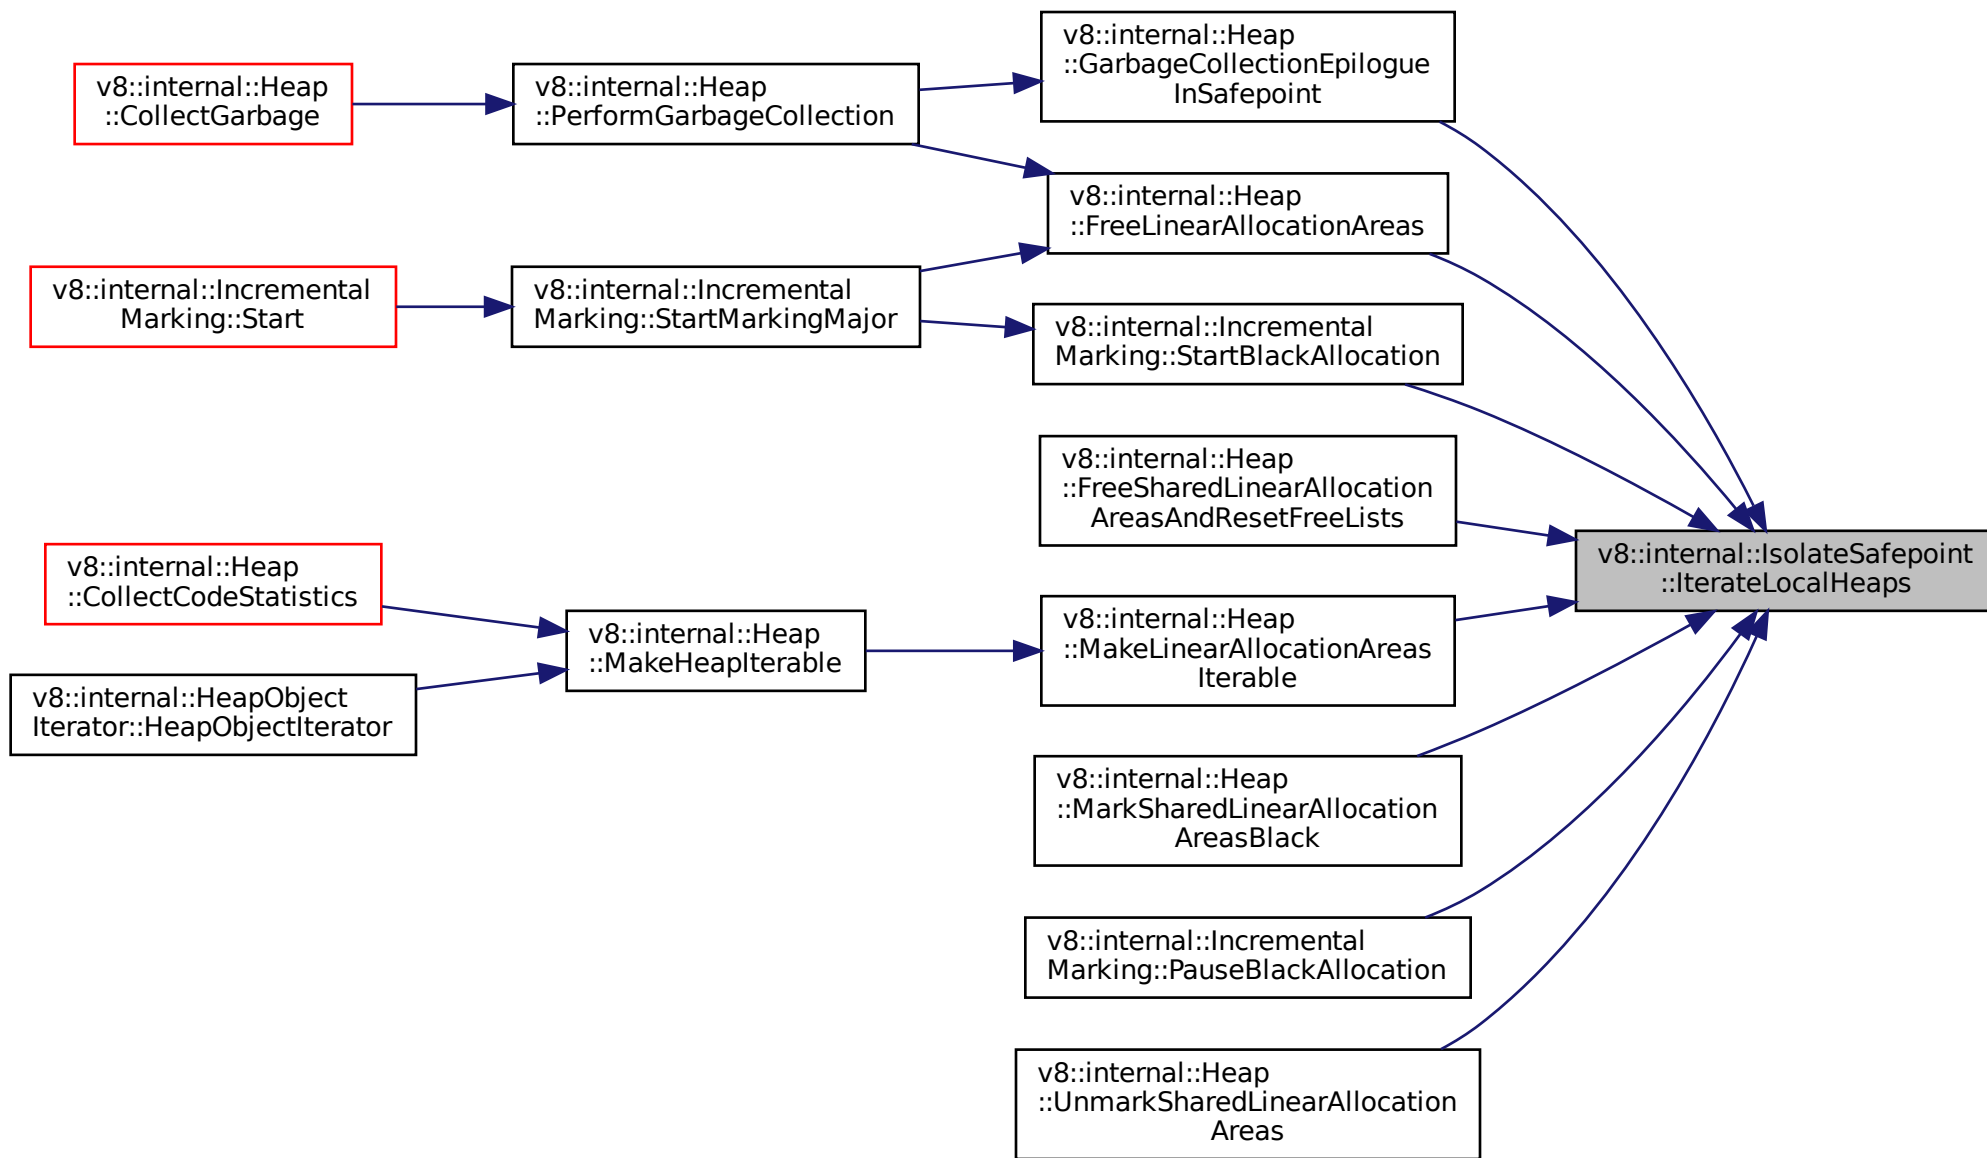 v8::internal::Heap
::CollectGarbage
v8::internal::Incremental
Marking::Start
v8::internal::Heap
::CollectCodeStatistics
v8::internal::HeapObject
Iterator::HeapObjectIterator
v8::internal::Heap
::PerformGarbageCollection
v8::internal::Incremental
Marking::StartMarkingMajor
v8::internal::Heap
::MakeHeapIterable
v8::internal::Heap
::GarbageCollectionEpilogue
InSafepoint
v8::internal::Heap
::FreeLinearAllocationAreas
v8::internal::Incremental
Marking::StartBlackAllocation
v8::internal::Heap
::FreeSharedLinearAllocation
AreasAndResetFreeLists
v8::internal::Heap
::MakeLinearAllocationAreas
Iterable
v8::internal::Heap
::MarkSharedLinearAllocation
AreasBlack
v8::internal::Incremental
Marking::PauseBlackAllocation
v8::internal::Heap
::UnmarkSharedLinearAllocation
Areas
v8::internal::IsolateSafepoint
::IterateLocalHeaps